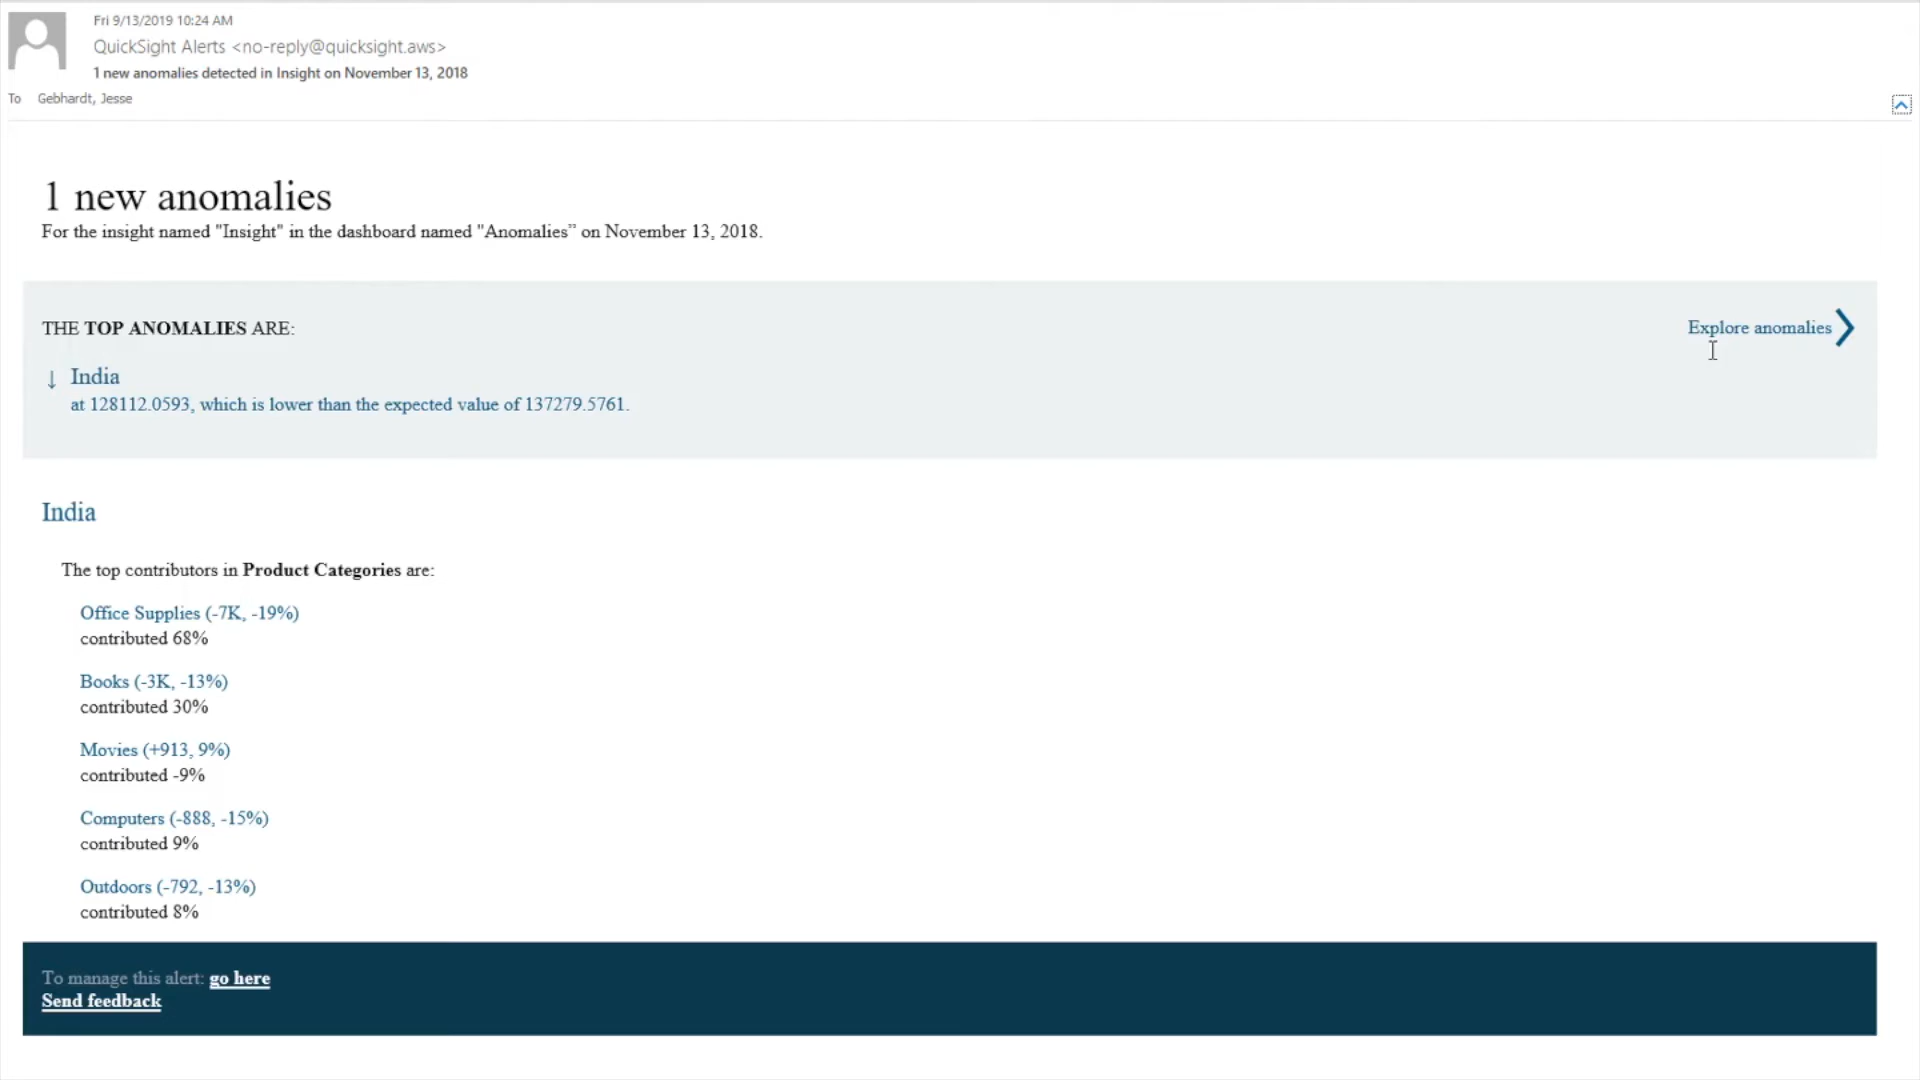 Fri 9/13/2019 10:24 AM
QuickSight Alerts <no-reply@quicksight.aws>
1 new anomalies detected in Insight on November 13, 2018
To Gebhardt, Jesse
1 new anomalies
For the insight named "Insight" in the dashboard named "Anomalies” on November 13, 2018.
THE TOP ANOMALIES ARE:
Explore anomalies
↓ India
at 128112.0593, which is lower than the expected value of 137279.5761.
India
The top contributors in Product Categories are:
Office Supplies (-7K, -19%)
contributed 68%
Books (-3K, -13%)
contributed 30%
Movies (+913, 9%)
contributed -9%
Computers (-888, -15%)
contributed 9%
Outdoors (-792, -13%)
contributed 8%
To manage this alert: go here
Send feedback